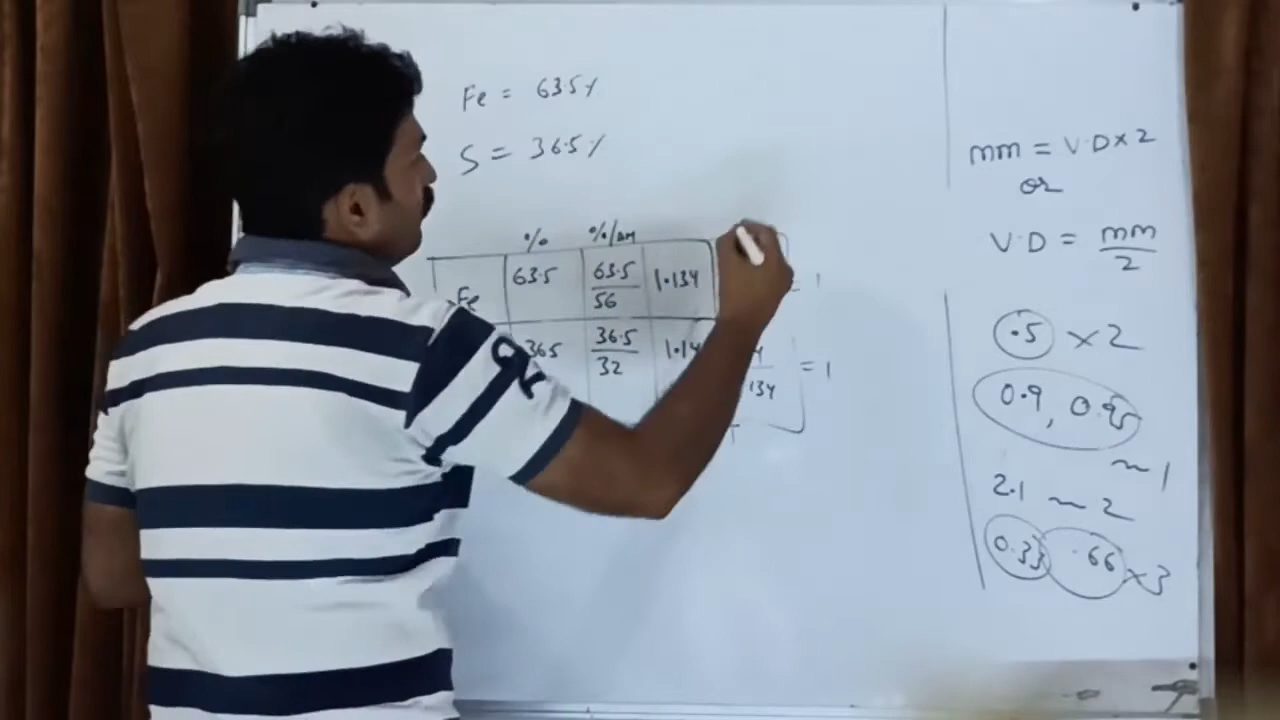 Fe = 63.5%
S = 36.5%
% %/am
Fe 63.5 63.5/56 1.134 = 1
36.5 36.5/32 1.14 = 1
mm = V.D x 2
or
V.D = mm/2
.5 x 2
0.9, 0.95
~ 1
2.1 ~ 2
0.33 .66 x 3